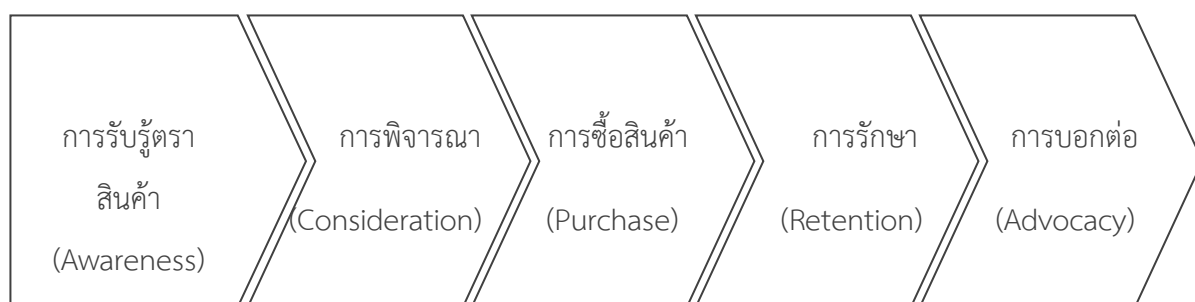 การรับรู้ตรา
สินค้า
(Awareness)
การพิจารณา
(Consideration)
การซื้อสินค้า
(Purchase)
การรักษา
(Retention)
การบอกต่อ
(Advocacy)